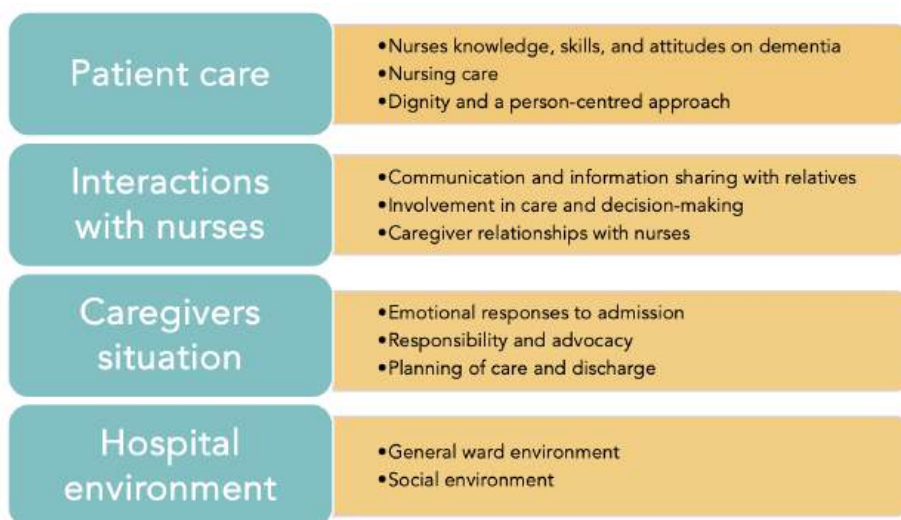 Patient care
•Nurses knowledge, skills, and attitudes on dementia
•Nursing care
•Dignity and a person-centred approach
Interactions
with nurses
•Communication and information sharing with relatives
•Involvement in care and decision-making
•Caregiver relationships with nurses
Caregivers
situation
•Emotional responses to admission
•Responsibility and advocacy
•Planning of care and discharge
Hospital
environment
•General ward environment
•Social environment